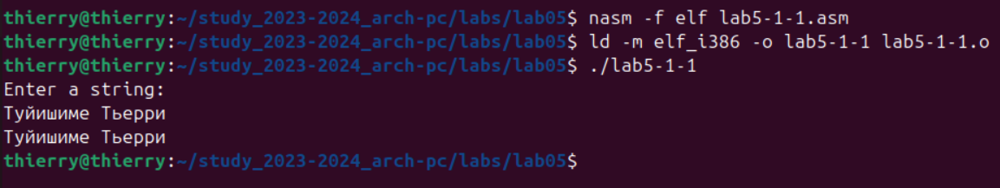 thierry@thierry:~/study_2023-2024_arch-pc/labs/lab05$ nasm -f elf lab5-1-1.asm
thierry@thierry:~/study_2023-2024_arch-pc/labs/lab05$ ld -m elf_i386 -o lab5-1-1 lab5-1-1.o
thierry@thierry:~/study_2023-2024_arch-pc/labs/lab05$ ./lab5-1-1
Enter a string:
Туйишиме Тьерри
Туйишиме Тьерри
thierry@thierry:~/study_2023-2024_arch-pc/labs/lab05$